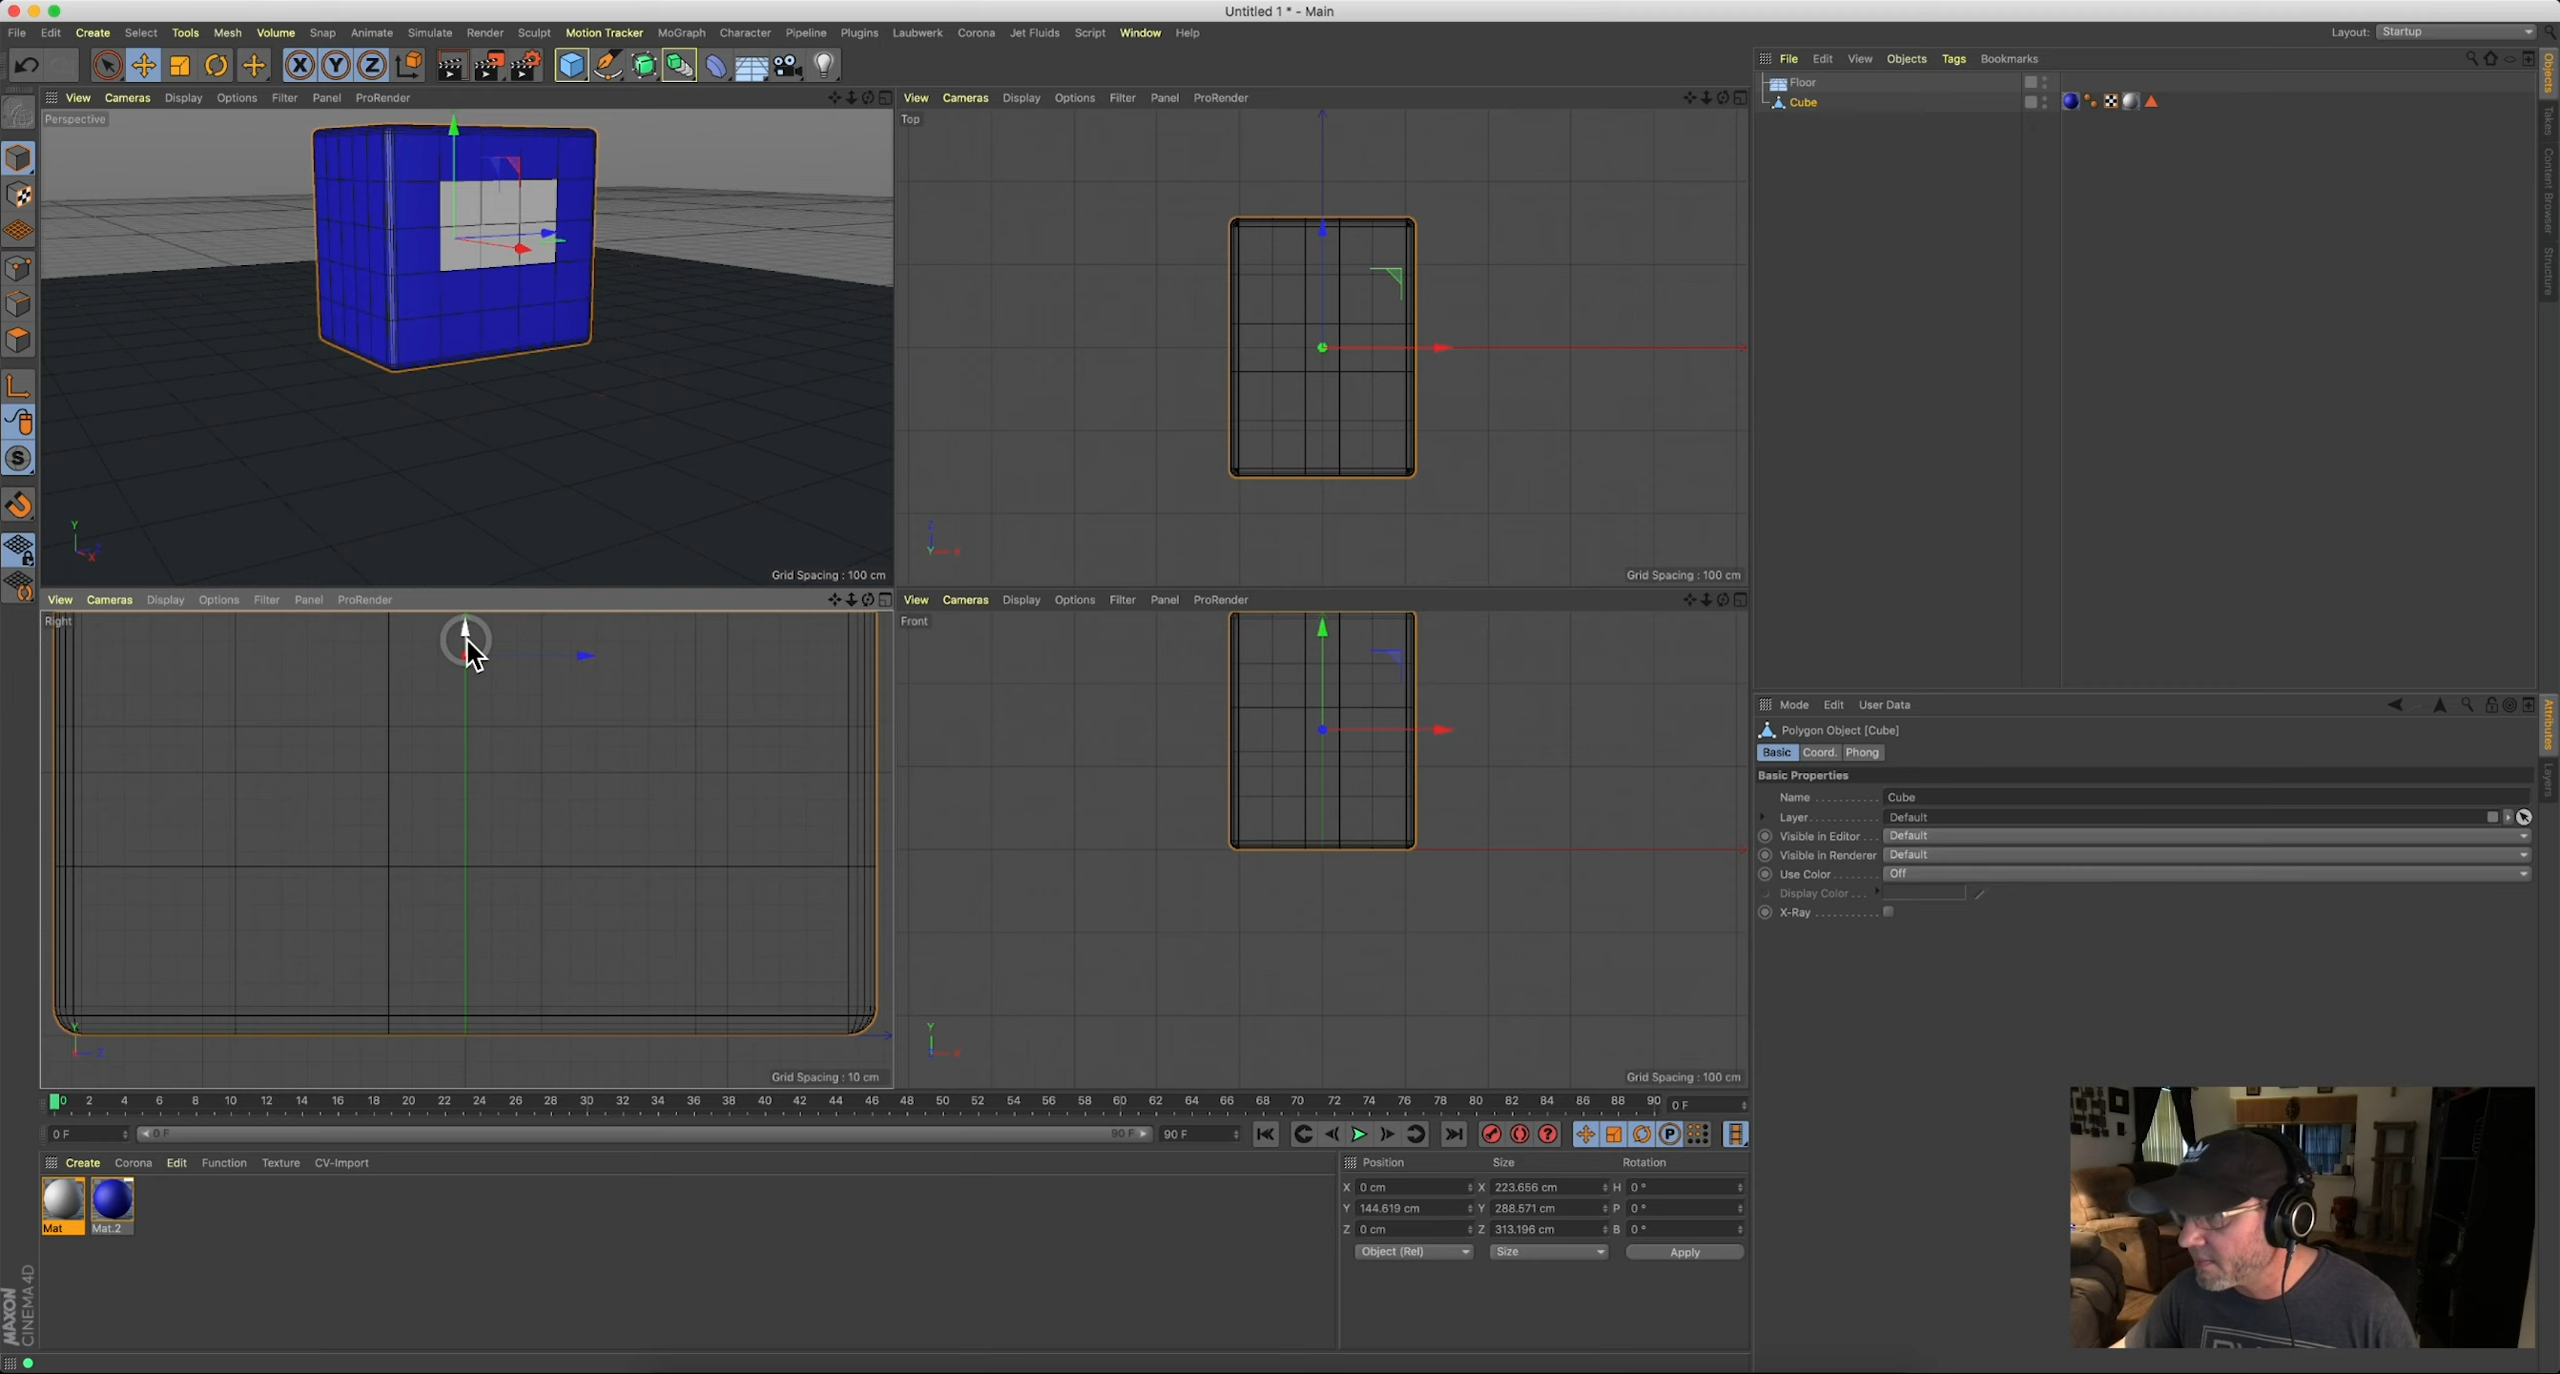 Untitled 1 * - Main
File Edit Create Select Tools Mesh Volume Snap Animate Simulate Render Sculpt Motion Tracker MoGraph Character Pipeline Plugins Laubwerk Corona Jet Fluids Script Window Help
Layout: Startup
X Y Z
File Edit View Objects Tags Bookmarks
Floor
Cube
Objects
Takes
Content Browser
Structure
View Cameras Display Options Filter Panel ProRender
Perspective
Y
Z
X
Grid Spacing : 100 cm
View Cameras Display Options Filter Panel ProRender
Top
Z
Y X
Grid Spacing : 100 cm
S
View Cameras Display Options Filter Panel ProRender
Right
Y
Z
Grid Spacing : 10 cm
View Cameras Display Options Filter Panel ProRender
Front
Y
X
Grid Spacing : 100 cm
Mode Edit User Data
Polygon Object [Cube]
Basic Coord. Phong
Basic Properties
Name . . . . . . . . . . . Cube
Layer. . . . . . . . . . . . Default
Visible in Editor . . . Default
Visible in Renderer Default
Use Color . . . . . . . . Off
Display Color . . .
X-Ray . . . . . . . . . . .
Attributes
Layers
0 2 4 6 8 10 12 14 16 18 20 22 24 26 28 30 32 34 36 38 40 42 44 46 48 50 52 54 56 58 60 62 64 66 68 70 72 74 76 78 80 82 84 86 88 90 0 F
0 F 0 F 90 F 90 F
? P
Create Corona Edit Function Texture CV-Import
Mat Mat.2
Position Size Rotation
X 0 cm X 223.656 cm H 0 °
Y 144.619 cm Y 288.571 cm P 0 °
Z 0 cm Z 313.196 cm B 0 °
Object (Rel) Size Apply
MAXON
CINEMA 4D